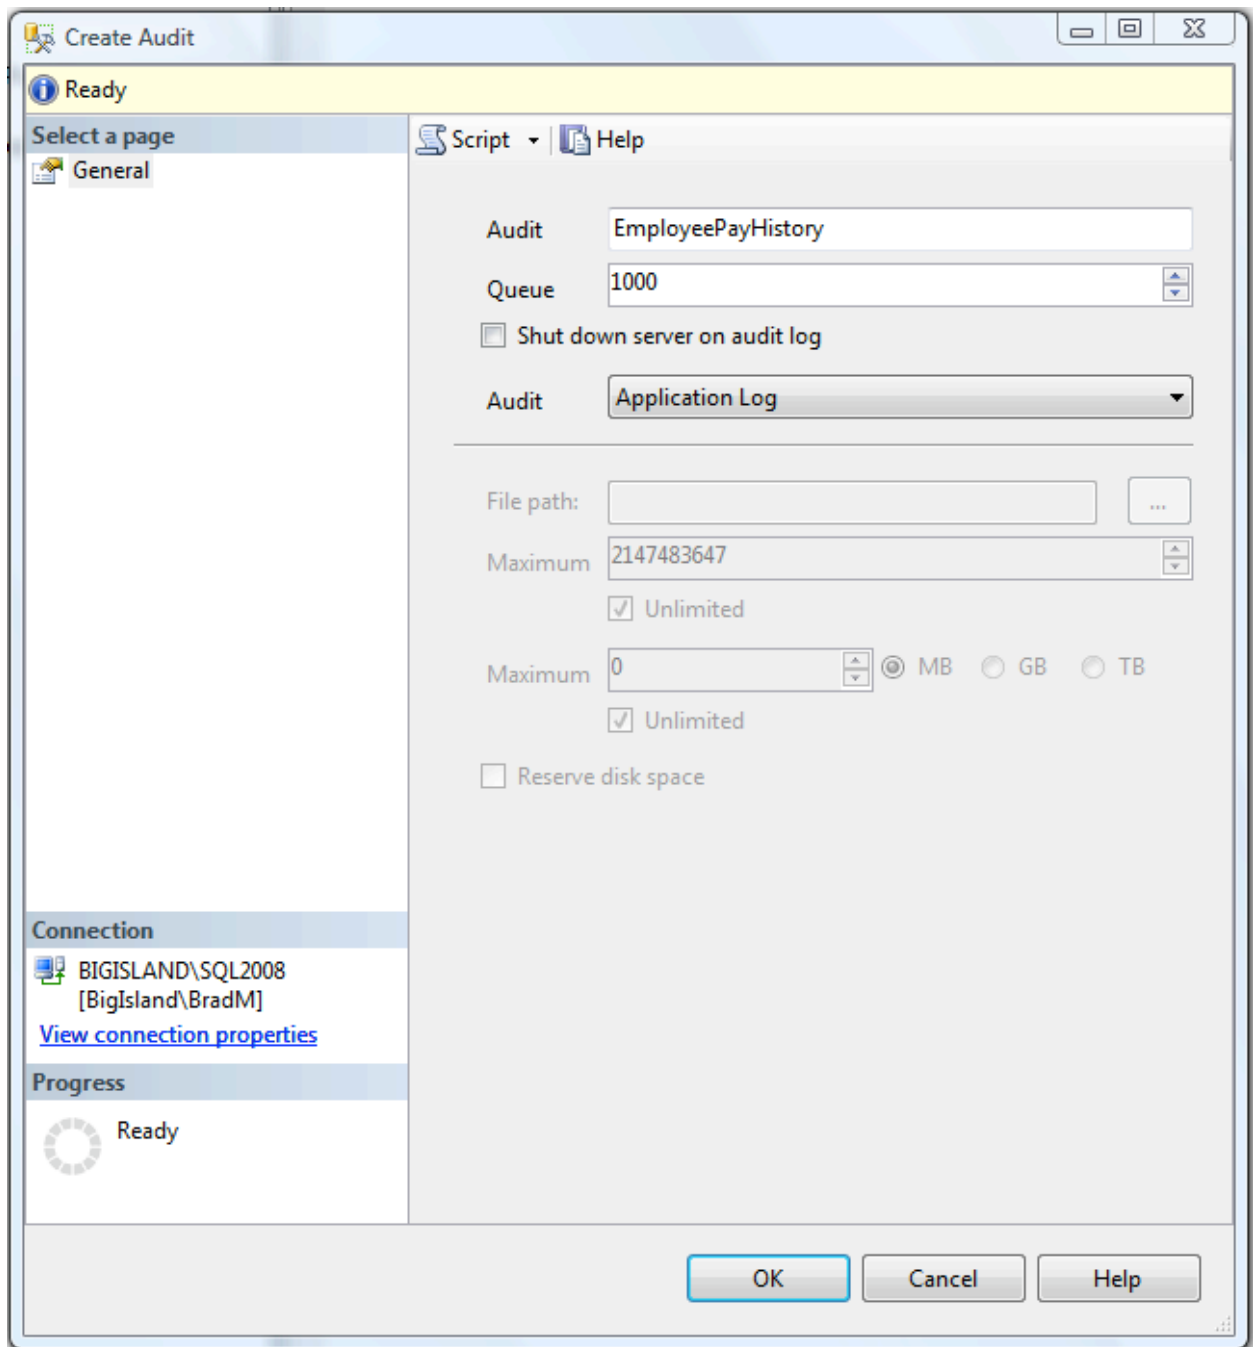 Create Audit
Ready
Select a page
General
Script Help
Audit EmployeePayHistory
Queue 1000
Shut down server on audit log
Audit Application Log
File path: ...
Maximum 2147483647
Unlimited
Maximum 0 MB GB TB
Unlimited
Reserve disk space
Connection
BIGISLAND\SQL2008
[BigIsland\BradM]
View connection properties
Progress
Ready
OK Cancel Help